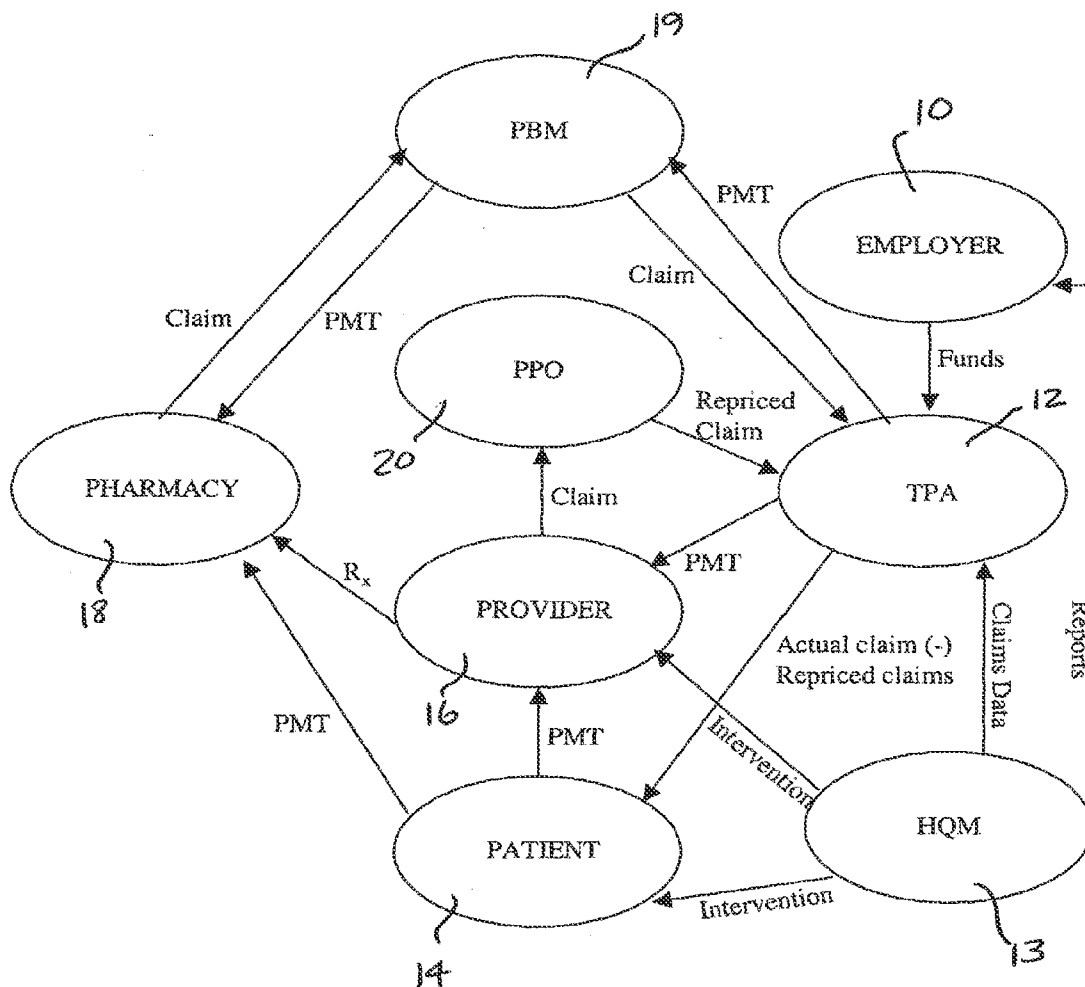 19
PBM
10
PMT
EMPLOYER
Claim
Claim
PMT
Funds
PPO
12
Repriced
Claim
20
PHARMACY
TPA
Claim
PMT
Rx
18
PROVIDER
Reports
Actual claim (-)
Repriced claims
Claims Data
16
PMT
PMT
Intervention
HQM
PATIENT
Intervention
14
13